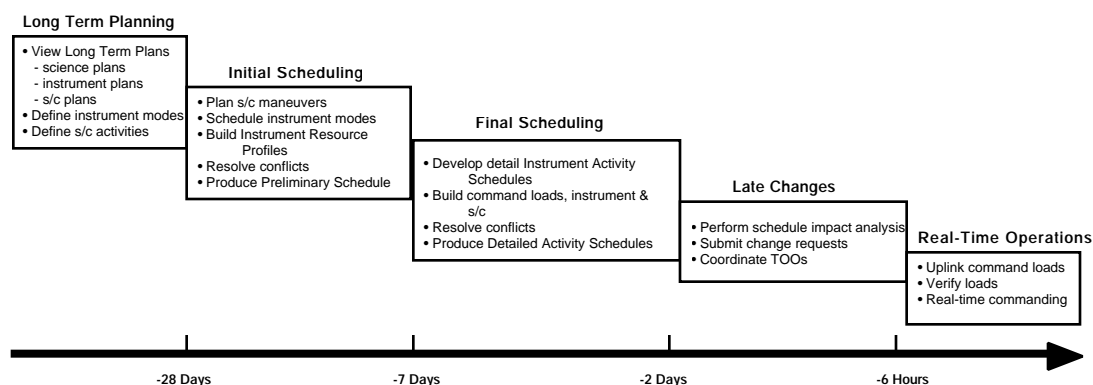 Long Term Planning
• View Long Term Plans
- science plans
- instrument plans
- s/c plans
• Define instrument modes
• Define s/c activities
Initial Scheduling
• Plan s/c maneuvers
• Schedule instrument modes
• Build Instrument Resource
Profiles
• Resolve conflicts
• Produce Preliminary Schedule
Final Scheduling
• Develop detail Instrument Activity
Schedules
• Build command loads, instrument &
s/c
• Resolve conflicts
• Produce Detailed Activity Schedules
Late Changes
• Perform schedule impact analysis
• Submit change requests
• Coordinate TOOs
Real-Time Operations
• Uplink command loads
• Verify loads
• Real-time commanding
-28 Days
-7 Days
-2 Days
-6 Hours